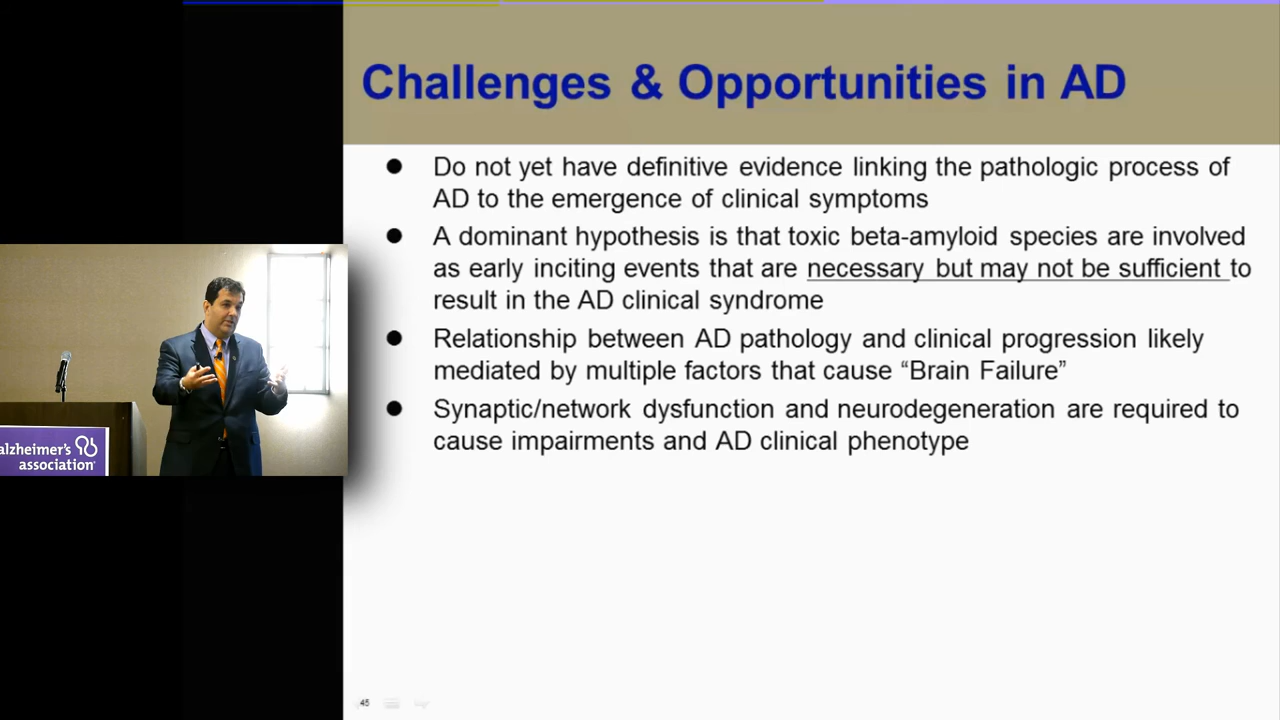 Challenges & Opportunities in AD
● Do not yet have definitive evidence linking the pathologic process of
AD to the emergence of clinical symptoms
● A dominant hypothesis is that toxic beta-amyloid species are involved
as early inciting events that are necessary but may not be sufficient to
result in the AD clinical syndrome
● Relationship between AD pathology and clinical progression likely
mediated by multiple factors that cause “Brain Failure”
● Synaptic/network dysfunction and neurodegeneration are required to
cause impairments and AD clinical phenotype
alzheimer's
association
45